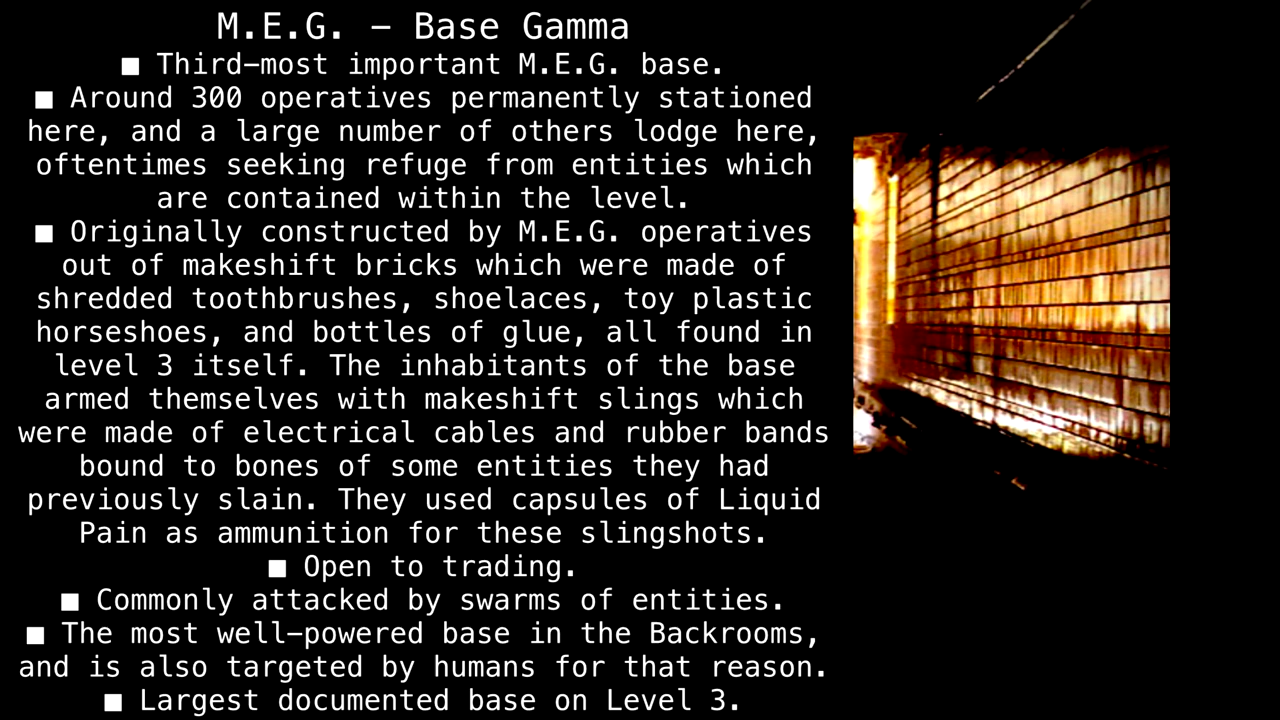 M.E.G. – Base Gamma
■ Third–most important M.E.G. base.
■ Around 300 operatives permanently stationed
here, and a large number of others lodge here,
oftentimes seeking refuge from entities which
are contained within the level.
■ Originally constructed by M.E.G. operatives
out of makeshift bricks which were made of
shredded toothbrushes, shoelaces, toy plastic
horseshoes, and bottles of glue, all found in
level 3 itself. The inhabitants of the base
armed themselves with makeshift slings which
were made of electrical cables and rubber bands
bound to bones of some entities they had
previously slain. They used capsules of Liquid
Pain as ammunition for these slingshots.
■ Open to trading.
■ Commonly attacked by swarms of entities.
■ The most well–powered base in the Backrooms,
and is also targeted by humans for that reason.
■ Largest documented base on Level 3.